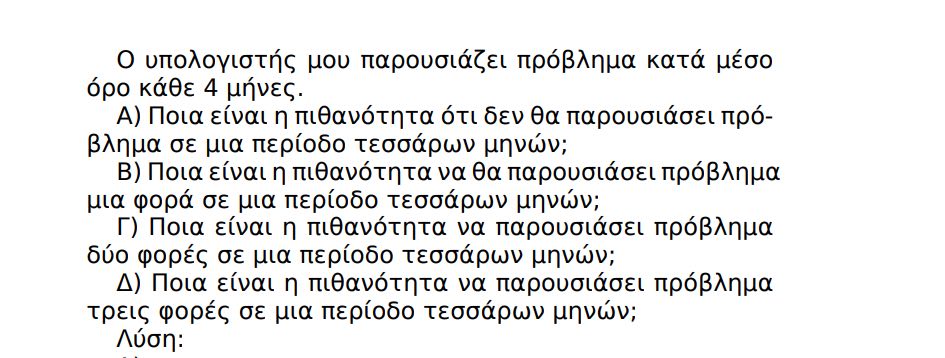 Ο υπολογιστής μου παρουσιάζει πρόβλημα κατά μέσο
όρο κάθε 4 μήνες.
Α) Ποια είναι η πιθανότητα ότι δεν θα παρουσιάσει πρό-
βλημα σε μια περίοδο τεσσάρων μηνών;
Β) Ποια είναι η πιθανότητα να θα παρουσιάσει πρόβλημα
μια φορά σε μια περίοδο τεσσάρων μηνών;
Γ) Ποια είναι η πιθανότητα να παρουσιάσει πρόβλημα
δύο φορές σε μια περίοδο τεσσάρων μηνών;
Δ) Ποια είναι η πιθανότητα να παρουσιάσει πρόβλημα
τρεις φορές σε μια περίοδο τεσσάρων μηνών;
Λύση: